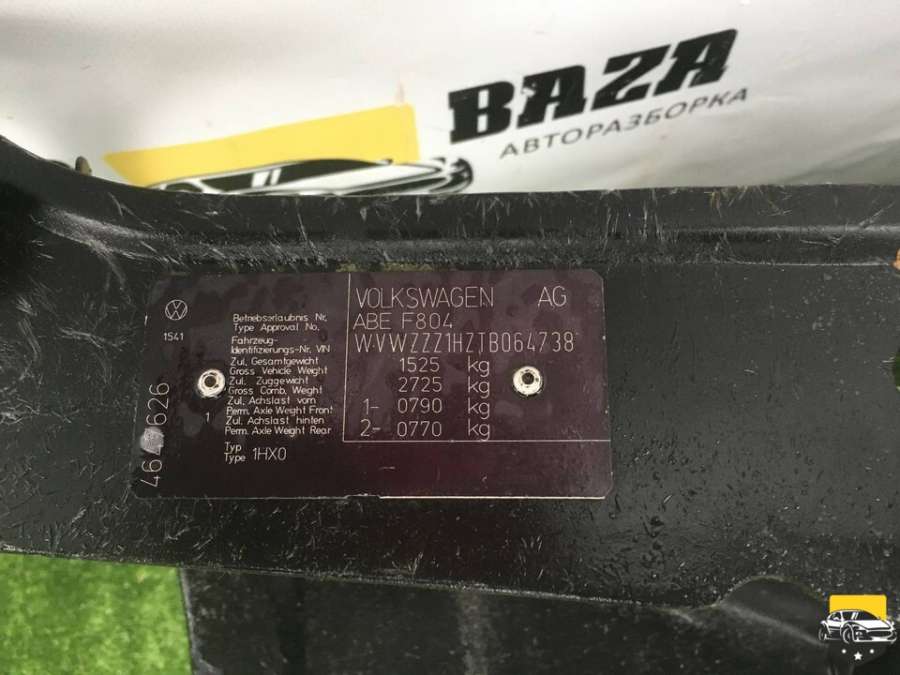 BAZA
АВТОРАЗБОРКА
VOLKSWAGEN AG
ABE F804
WVWZZZ1HZTB064738
1525 kg
2725 kg
1- 0790 kg
2- 0770 kg
1S41
Betriebserlaubnis Nr.
Type Approval No.
Fahrzeug-
Identifizierungs-Nr. VIN
Zul. Gesamtgewicht
Gross Vehicle Weight
Zul. Zuggewicht
Gross Comb. Weight
Zul. Achslast vorn
Perm. Axle Weight Front
Zul. Achslast hinten
Perm. Axle Weight Rear
Typ
Type 1HX0
1